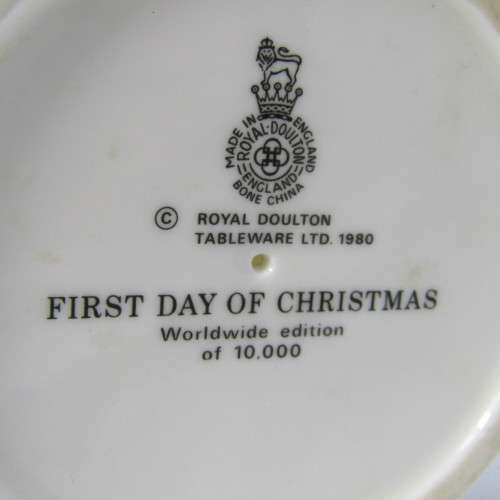 MADE IN ENGLAND
ROYAL·DOULTON
ENGLAND
BONE CHINA
© ROYAL DOULTON
TABLEWARE LTD. 1980
FIRST DAY OF CHRISTMAS
Worldwide edition
of 10,000